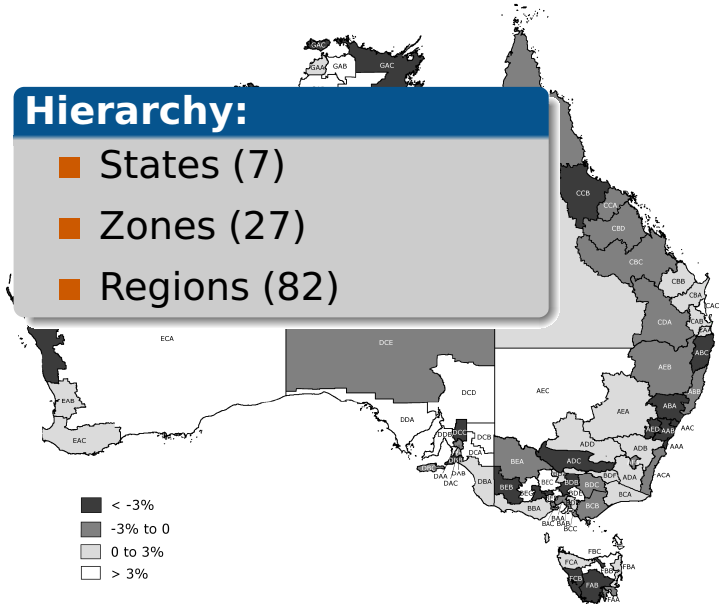 GAC
GAA
GAB
GAC
Hierarchy:
States (7)
Zones (27)
Regions (82)
CCB
CCA
CBD
CBC
CBB
CBA
CAC
CDA
CAB
ABC
ECA
DCE
AEB
DCD
AEC
ABB
EAB
ABA
AEA
DDA
AAC
AED
AAB
DDB
DCC
DCB
EAC
ADD
ADB
AAA
DCA
BEA
ADC
DAB
DAA
DAC
DBA
BEB
BEC
BDB
BDC
BDF
ADA
ACA
BBA
BCB
BCA
BAA
BAC
BAB
BCC
< -3%
-3% to 0
0 to 3%
> 3%
FBC
FCA
FBB
FBA
FCB
FAB
FAA